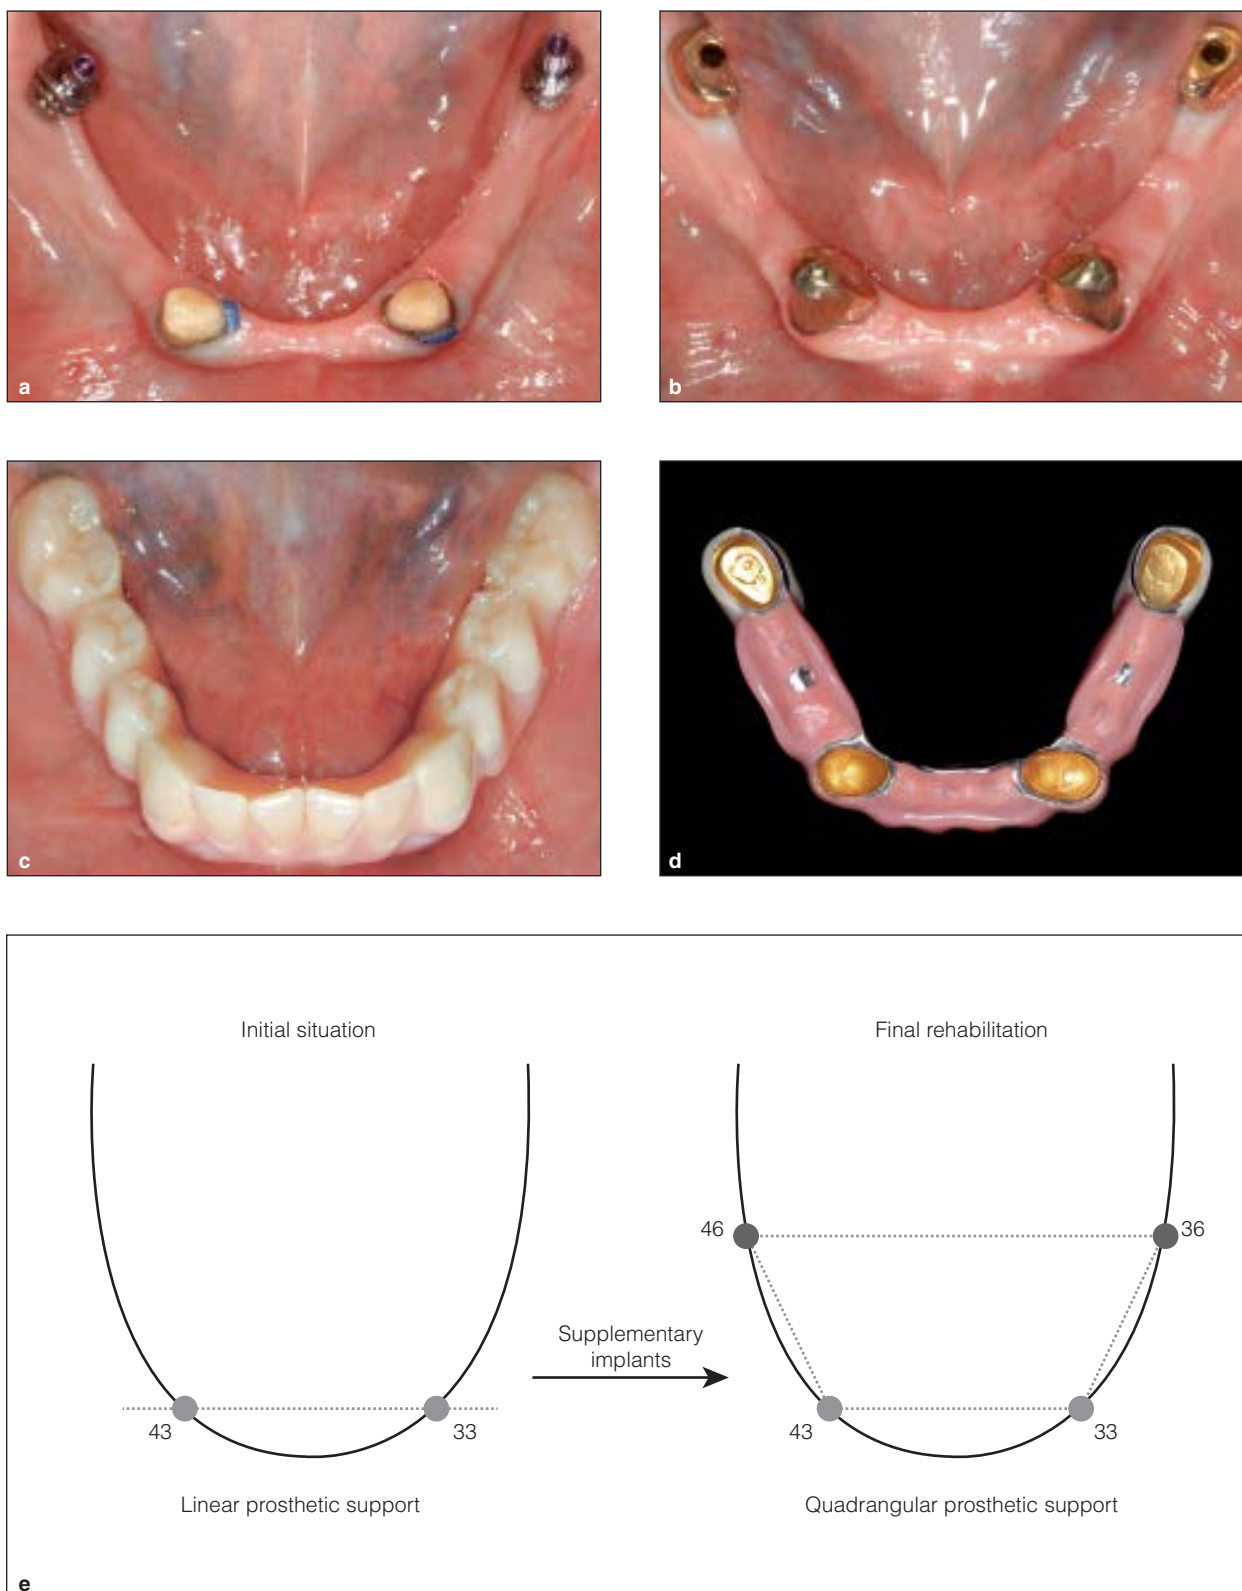 a
b
c
d
Initial situation
Final rehabilitation
46
36
Supplementary
implants
43
33
43
33
Linear prosthetic support
Quadrangular prosthetic support
e